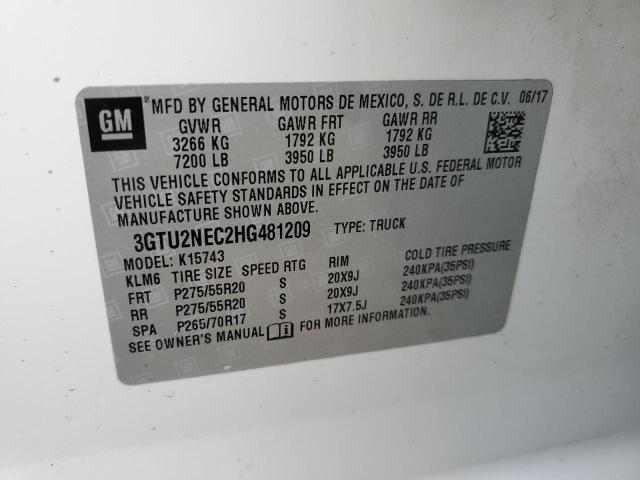 GM
®MFD BY GENERAL MOTORS DE MEXICO, S. DE R.L. DE C.V. 06/17
GVWR GAWR FRT GAWR RR
3266 KG 1792 KG 1792 KG
7200 LB 3950 LB 3950 LB
THIS VEHICLE CONFORMS TO ALL APPLICABLE U.S. FEDERAL MOTOR
VEHICLE SAFETY STANDARDS IN EFFECT ON THE DATE OF
MANUFACTURE SHOWN ABOVE.
3GTU2NEC2HG481209 TYPE: TRUCK
MODEL: K15743
KLM6 TIRE SIZE SPEED RTG RIM COLD TIRE PRESSURE
FRT P275/55R20 S 20X9J 240KPA(35PSI)
RR P275/55R20 S 20X9J 240KPA(35PSI)
SPA P265/70R17 S 17X7.5J 240KPA(35PSI)
SEE OWNER'S MANUAL FOR MORE INFORMATION.